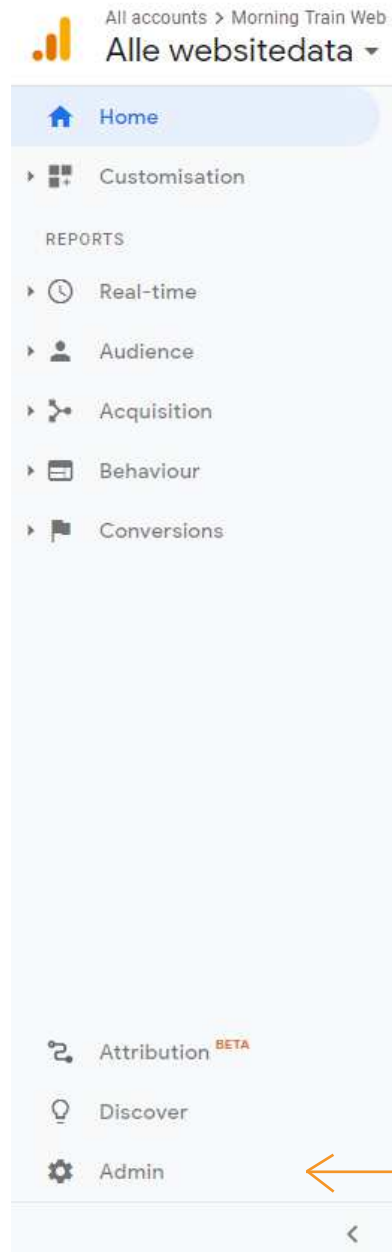 All accounts > Morning Train Web
Alle websitedata
Home
Customisation
REPORTS
Real-time
Audience
Acquisition
Behaviour
Conversions
Attribution BETA
Discover
Admin